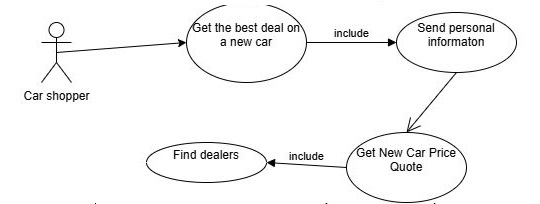 Get the best deal on
a new car
include
Send personal
informaton
Car shopper
Find dealers
include
Get New Car Price
Quote